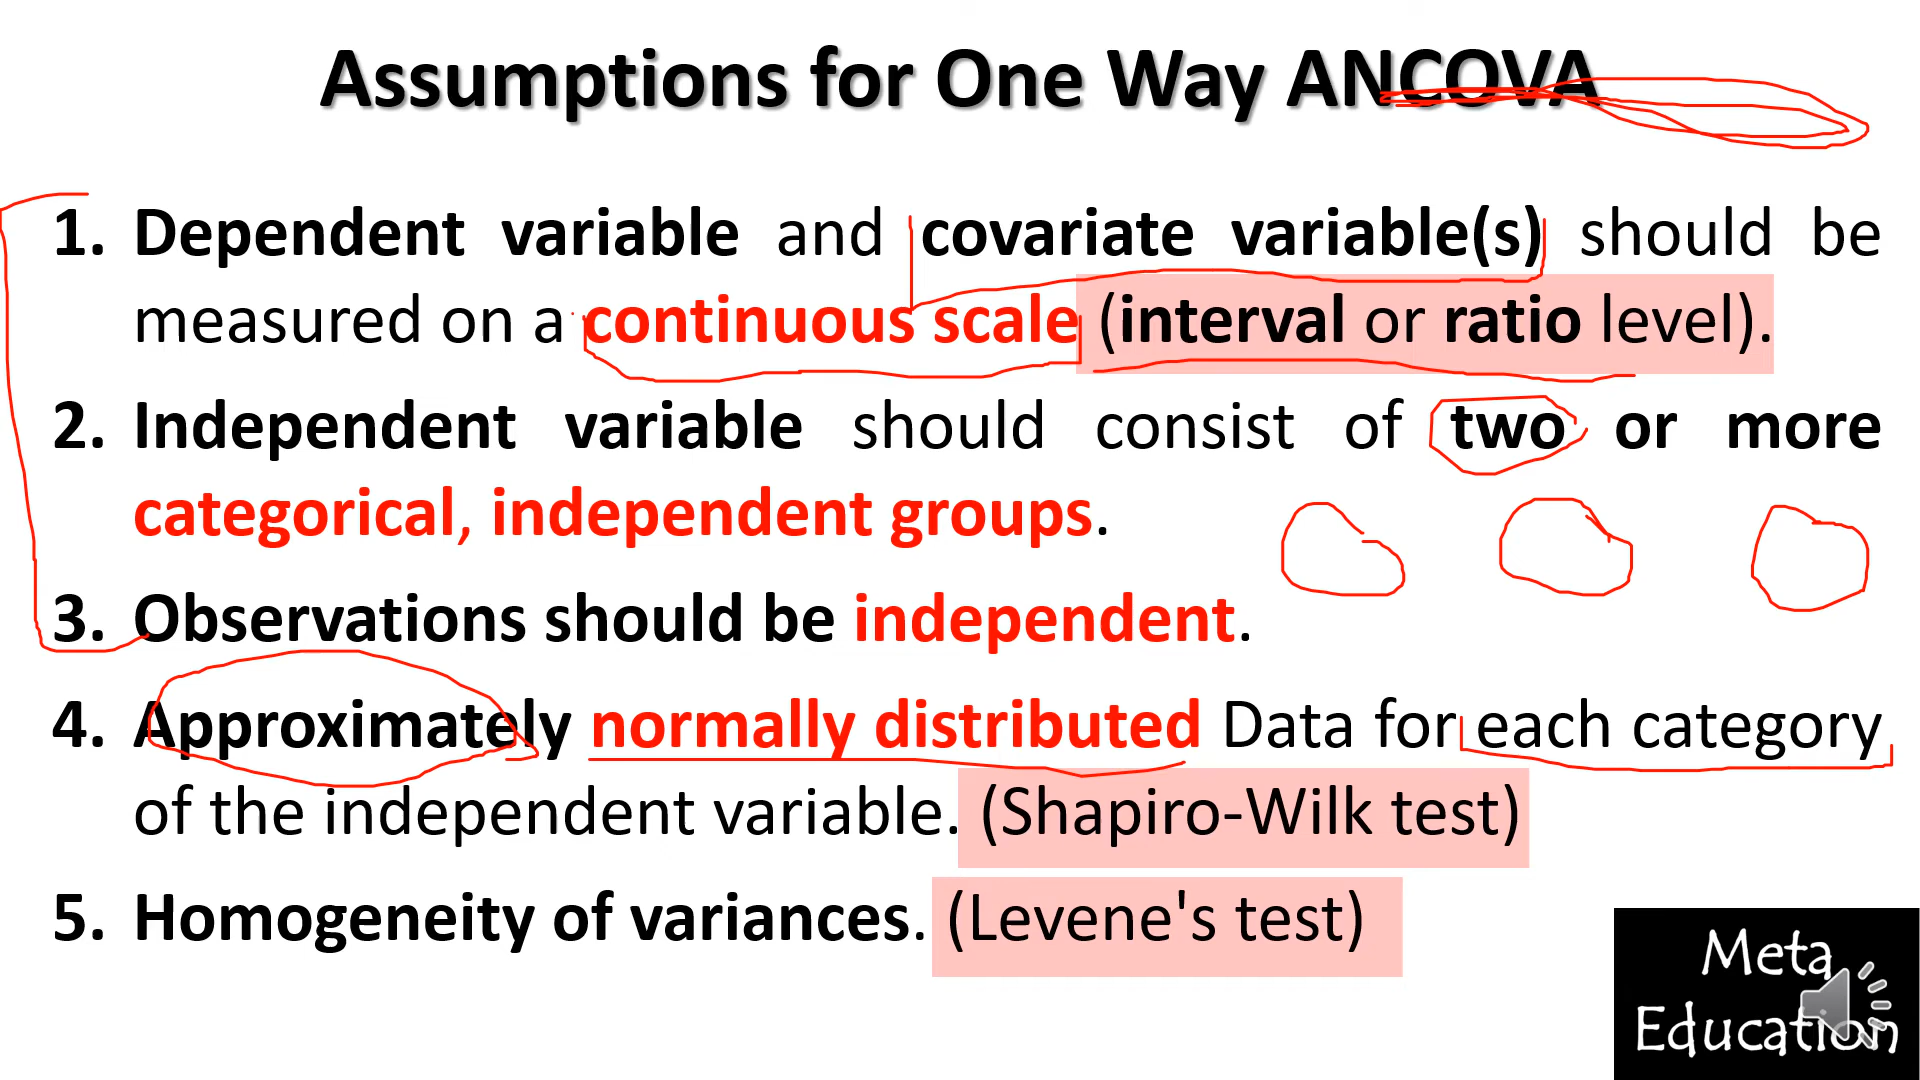 Assumptions for One Way ANCOVA
1. Dependent variable and covariate variable(s) should be
measured on a continuous scale (interval or ratio level).
2. Independent variable should consist of two or more
categorical, independent groups.
3. Observations should be independent.
4. Approximately normally distributed Data for each category
of the independent variable. (Shapiro-Wilk test)
5. Homogeneity of variances. (Levene's test)
Meta
Education